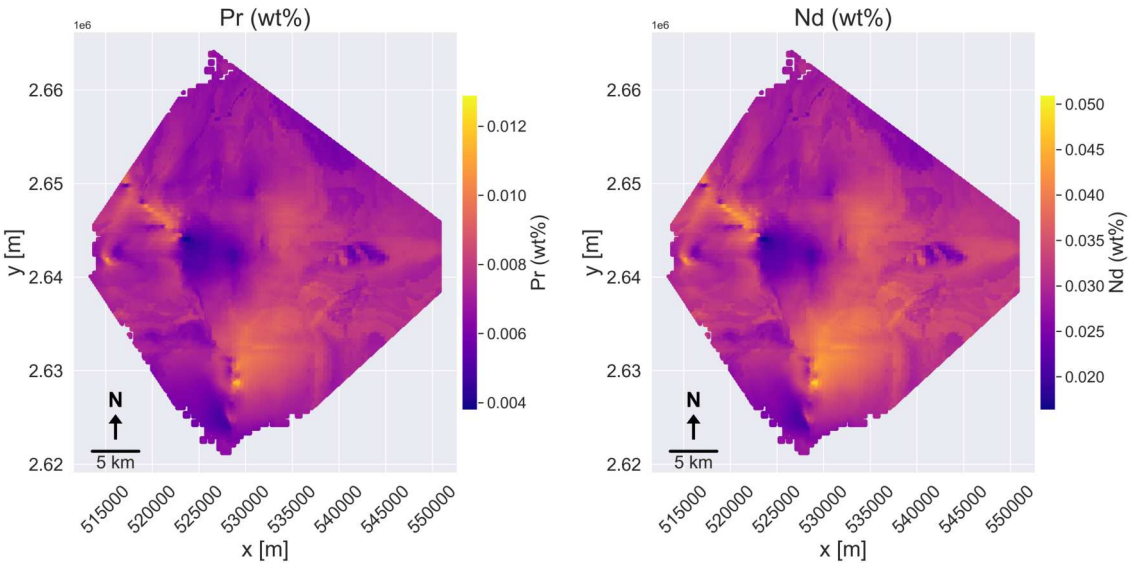 Pr (wt%)
1e6
2.66
2.65
2.64
2.63
2.62
y [m]
N
5 km
515000
520000
525000
530000
535000
540000
545000
550000
x [m]
0.012
0.010
0.008
0.006
0.004
Pr (wt%)
Nd (wt%)
1e6
2.66
2.65
2.64
2.63
2.62
y [m]
N
5 km
515000
520000
525000
530000
535000
540000
545000
550000
x [m]
0.050
0.045
0.040
0.035
0.030
0.025
0.020
Nd (wt%)